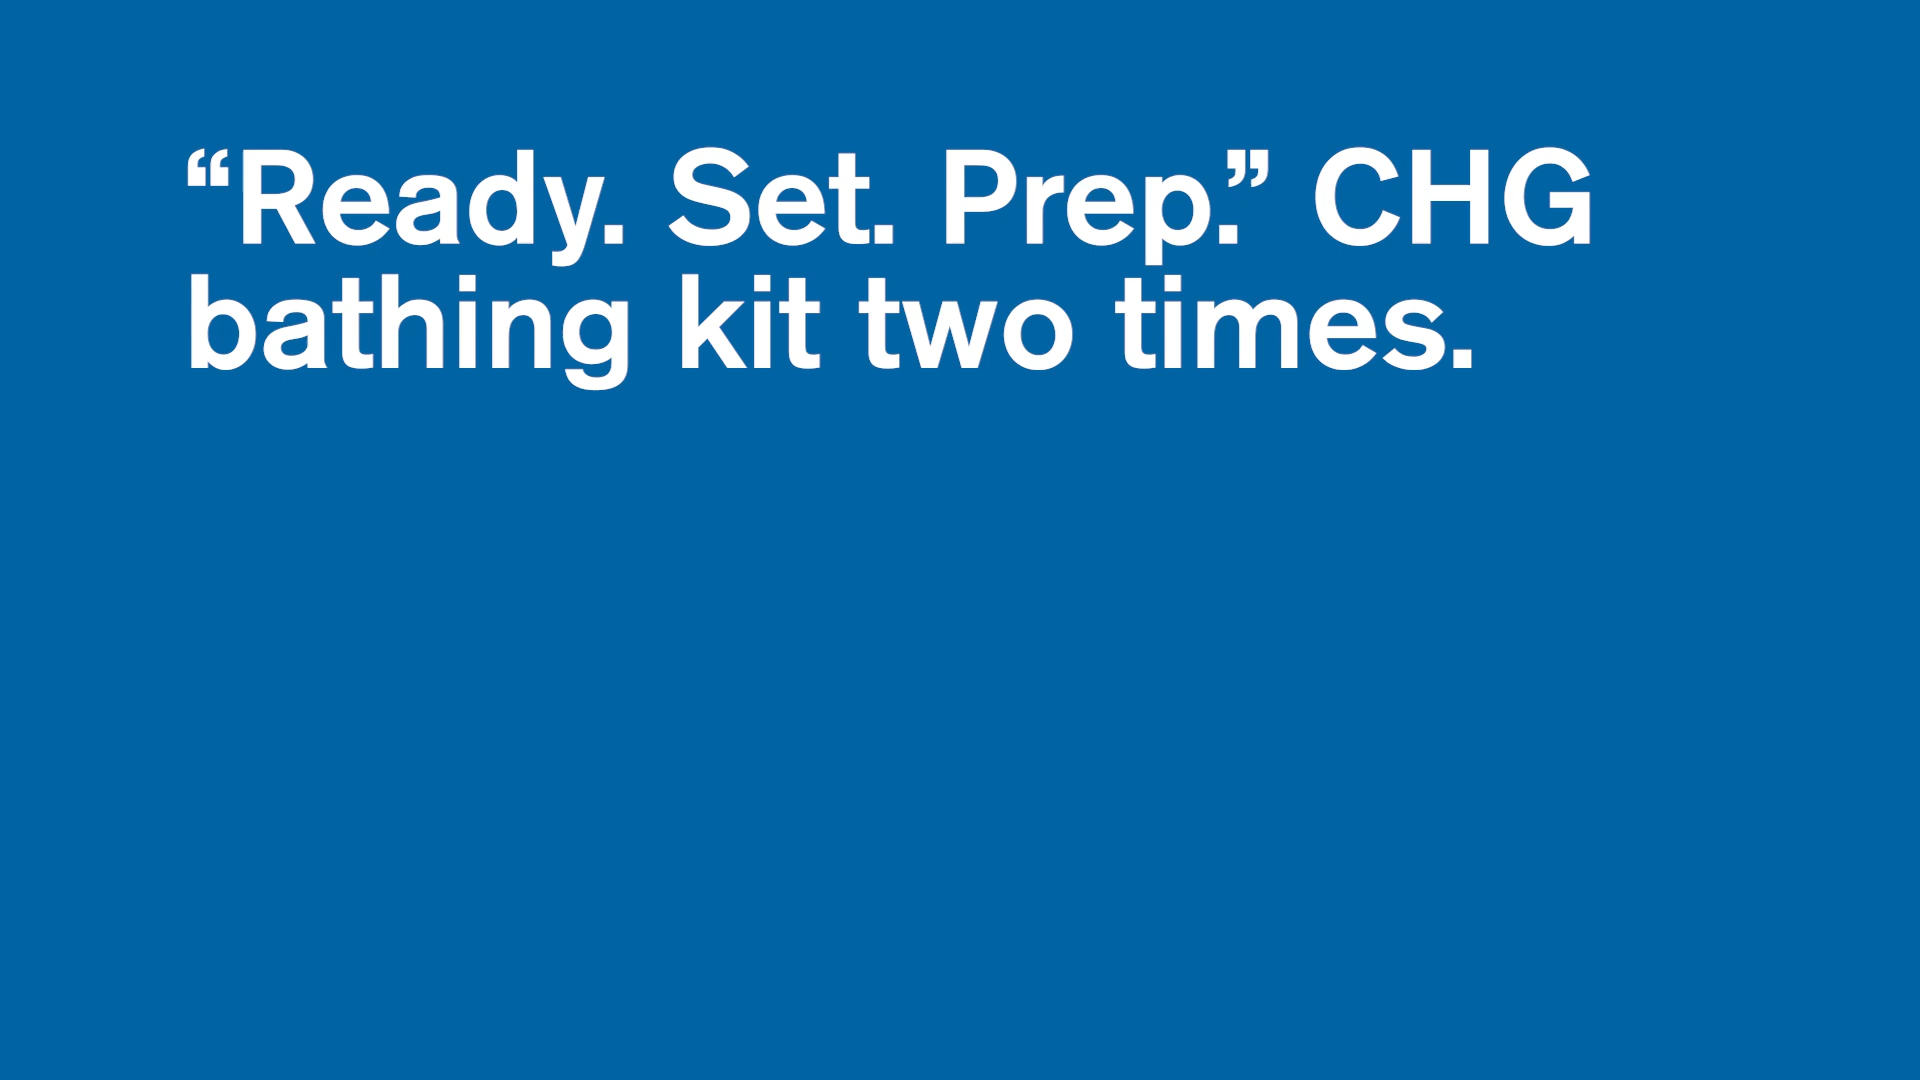 “Ready. Set. Prep.” CHG
bathing kit two times.